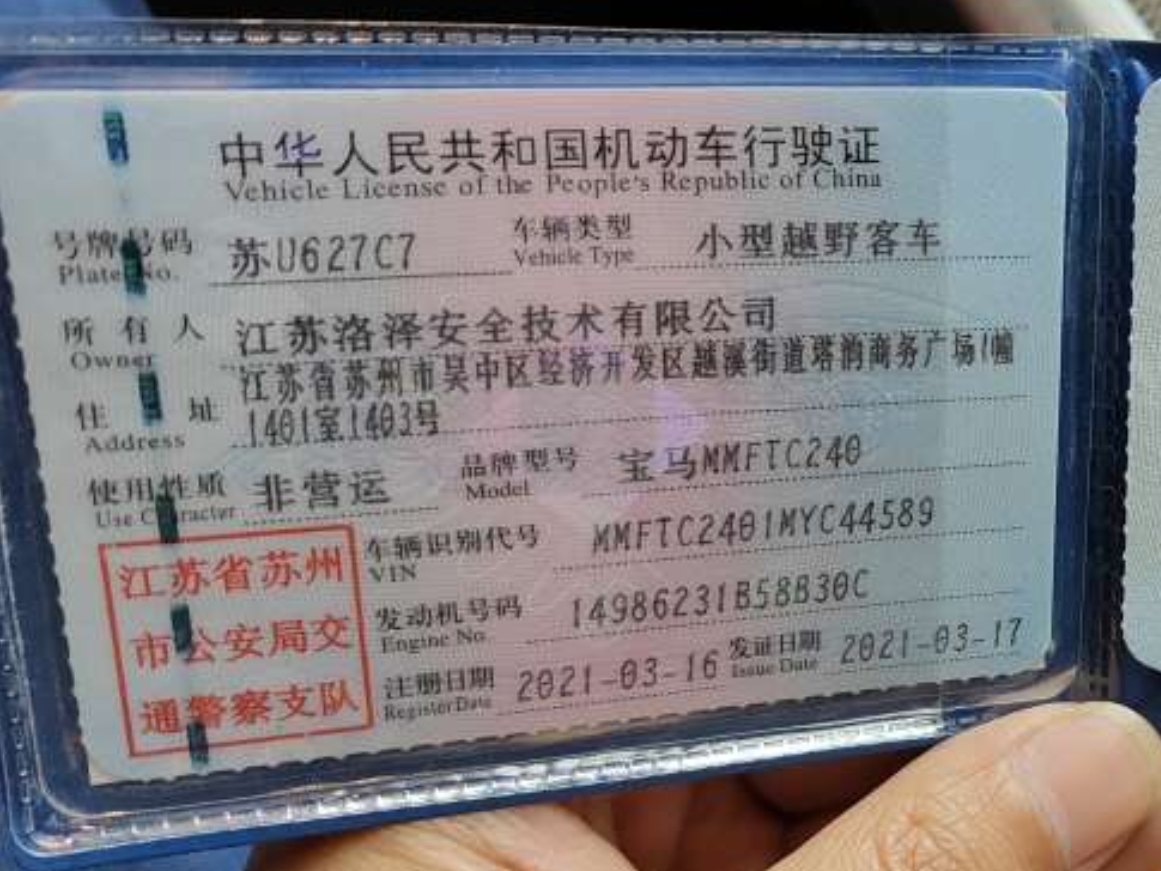 中华人民共和国机动车行驶证
Vehicle License of the People's Republic of China
号牌号码 苏U627C7 车辆类型 小型越野客车
Plate No. Vehicle Type
所有人 江苏洛泽安全技术有限公司
Owner
江苏省苏州市吴中区经济开发区越溪街道塔韵商务广场1幢
住址 1401室1403号
Address
使用性质 非营运 品牌型号 宝马MMFTC240
Use Character Model
车辆识别代号 MMFTC2401MYC44589
VIN
发动机号码 14986231B58B30C
Engine No.
注册日期 2021-03-16 发证日期 2021-03-17
Register Date Issue Date
江苏省苏州
市公安局交
通警察支队